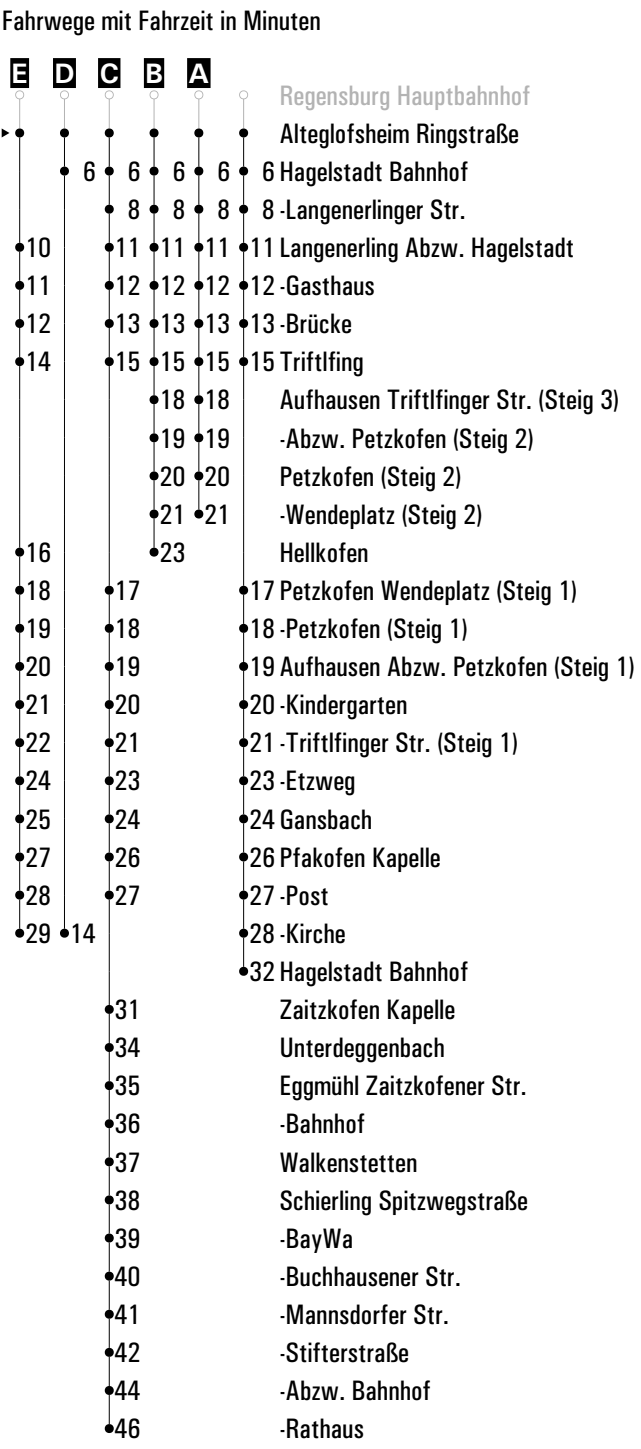 Fahrwege mit Fahrzeit in Minuten
E D C B A
Regensburg Hauptbahnhof
Alteglofsheim Ringstraße
6 6 6 6 6 Hagelstadt Bahnhof
8 8 8 8 -Langenerlinger Str.
10 11 11 11 11 Langenerling Abzw. Hagelstadt
11 12 12 12 12 -Gasthaus
12 13 13 13 13 -Brücke
14 15 15 15 15 Triftlfing
18 18 Aufhausen Triftlfinger Str. (Steig 3)
19 19 -Abzw. Petzkofen (Steig 2)
20 20 Petzkofen (Steig 2)
21 21 -Wendeplatz (Steig 2)
16 23 Hellkofen
18 17 17 Petzkofen Wendeplatz (Steig 1)
19 18 18 -Petzkofen (Steig 1)
20 19 19 Aufhausen Abzw. Petzkofen (Steig 1)
21 20 20 -Kindergarten
22 21 21 -Triftlfinger Str. (Steig 1)
24 23 23 -Etzweg
25 24 24 Gansbach
27 26 26 Pfakofen Kapelle
28 27 27 -Post
29 14 28 -Kirche
32 Hagelstadt Bahnhof
31 Zaitzkofen Kapelle
34 Unterdeggenbach
35 Eggmühl Zaitzkofener Str.
36 -Bahnhof
37 Walkenstetten
38 Schierling Spitzwegstraße
39 -BayWa
40 -Buchhausener Str.
41 -Mannsdorfer Str.
42 -Stifterstraße
44 -Abzw. Bahnhof
46 -Rathaus